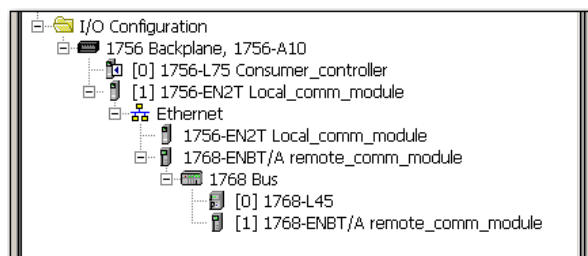 I/O Configuration
1756 Backplane, 1756-A10
[0] 1756-L75 Consumer_controller
[1] 1756-EN2T Local_comm_module
Ethernet
1756-EN2T Local_comm_module
1768-ENBT/A remote_comm_module
1768 Bus
[0] 1768-L45
[1] 1768-ENBT/A remote_comm_module